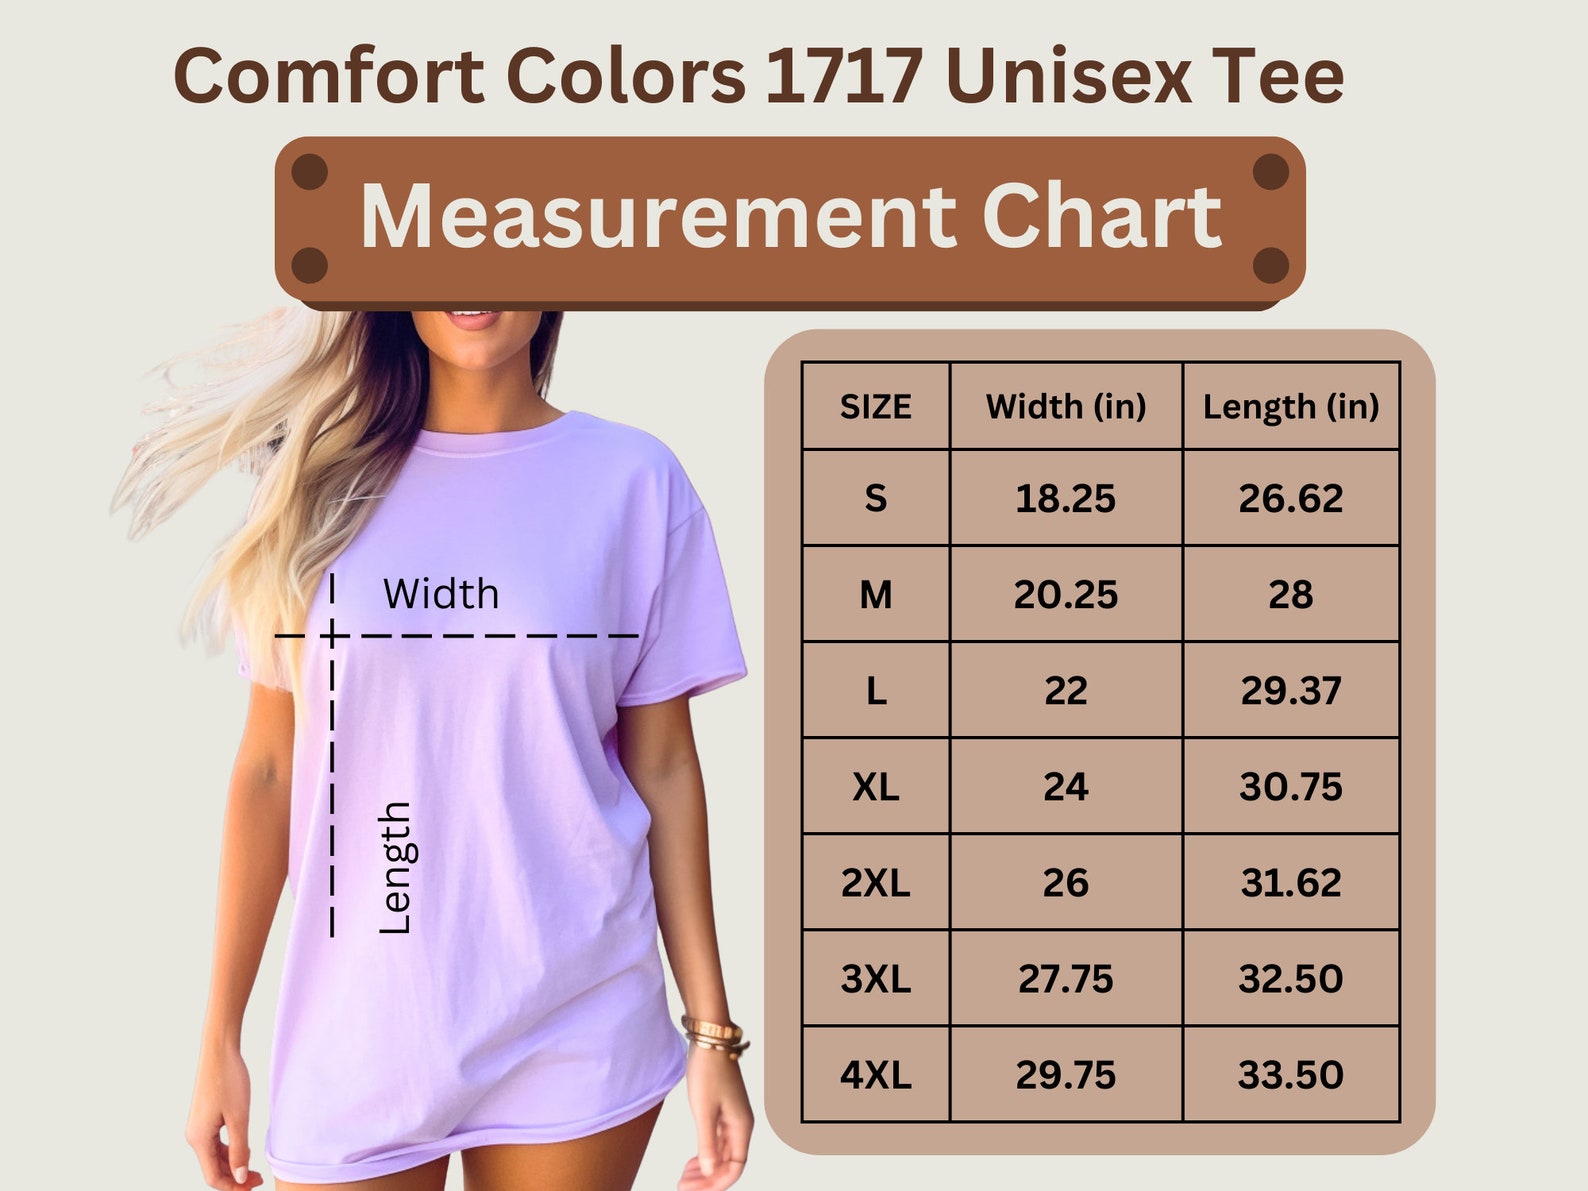 Comfort Colors 1717 Unisex Tee
Measurement Chart
Width
Length
SIZE Width (in) Length (in)
S 18.25 26.62
M 20.25 28
L 22 29.37
XL 24 30.75
2XL 26 31.62
3XL 27.75 32.50
4XL 29.75 33.50